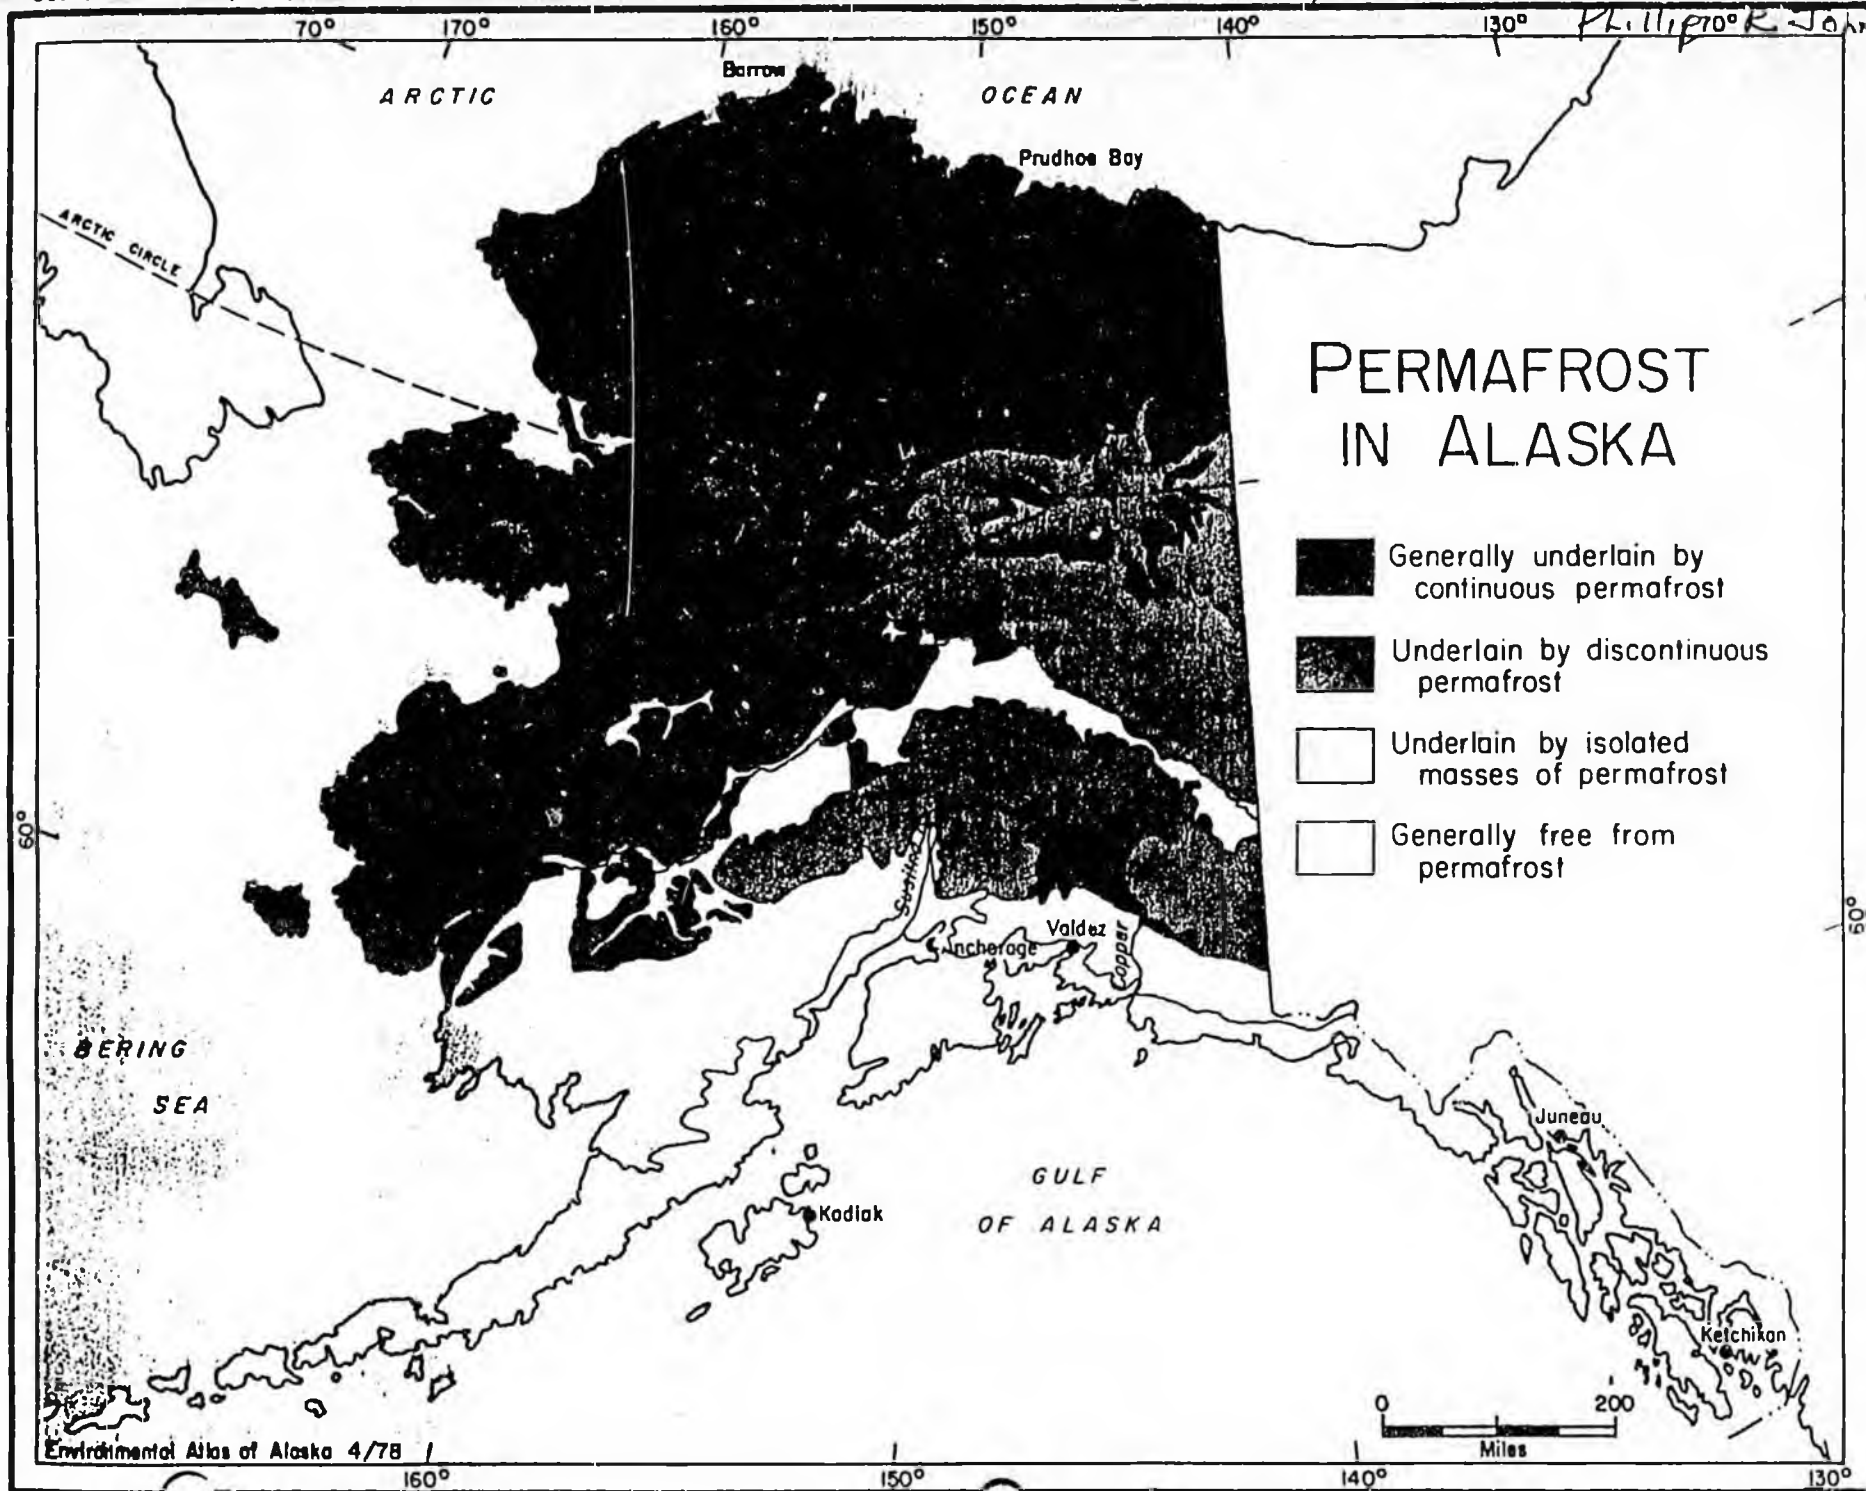 70° 170° 160° 150° 140° 130° 70°
Barrow
ARCTIC OCEAN
Prudhoe Bay
ARCTIC CIRCLE
PERMAFROST
IN ALASKA
Generally underlain by
continuous permafrost
Underlain by discontinuous
permafrost
Underlain by isolated
masses of permafrost
Generally free from
permafrost
60°
60°
Susitna
Valdez
Anchorage
Copper
BERING
SEA
Juneau
GULF
OF ALASKA
Kodiak
Ketchikan
0 200
Miles
Environmental Atlas of Alaska 4/78
160° 150° 140° 130°